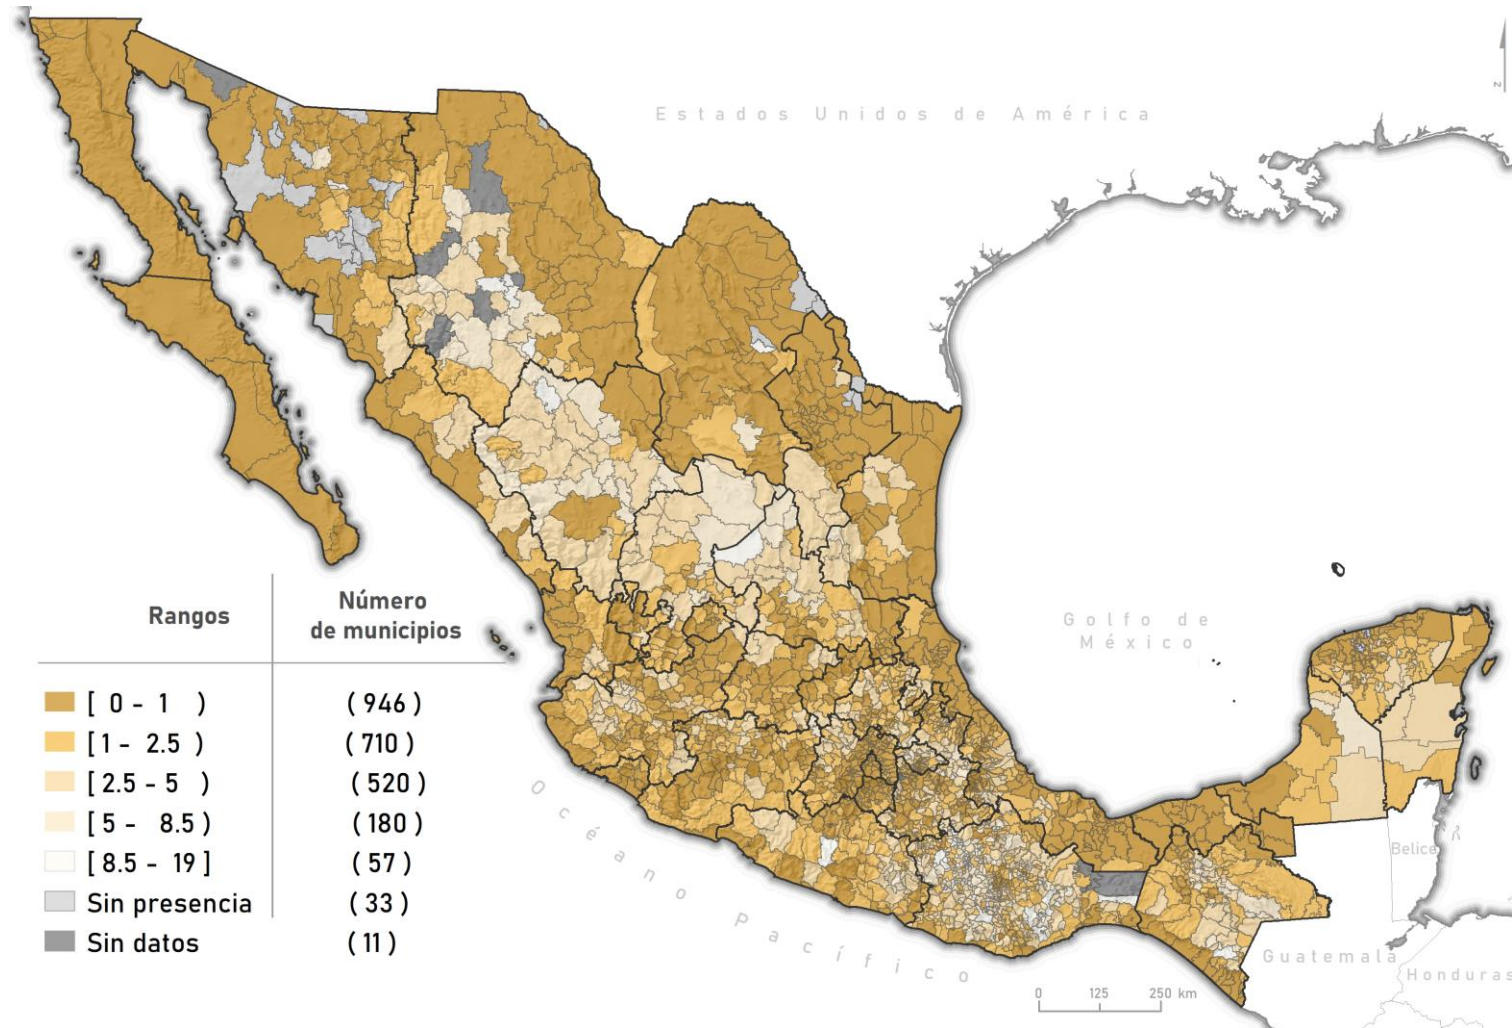 Estados Unidos de América
z
Golfo de
México
Rangos
Número
de municipios
[ 0 - 1 )
( 946 )
[1 - 2.5 )
( 710 )
[2.5 - 5 )
( 520 )
[5 - 8.5 )
( 180 )
[8.5 - 19 ]
( 57 )
Sin presencia
( 33 )
Sin datos
( 11 )
Océano Pacífico
0 125 250 km
Belice
Guatemala
Honduras